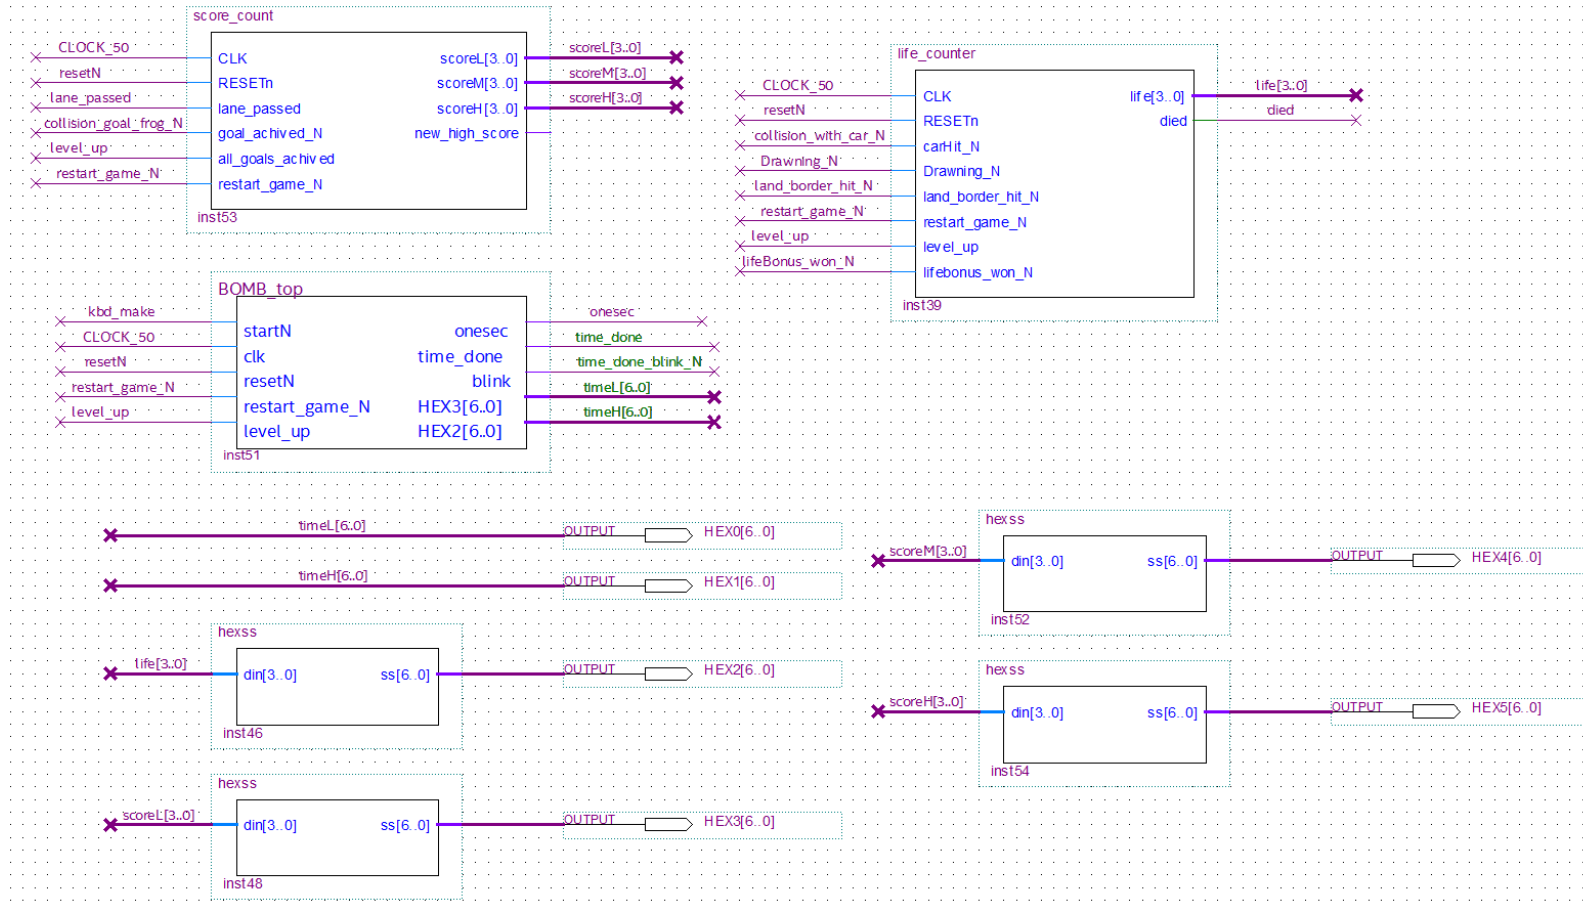 score_count
CLOCK_50
resetN
lane_passed
collision_goal_frog_N
level_up
restart_game_N
CLK
RESETn
lane_passed
goal_achived_N
all_goals_achived
restart_game_N
scoreL[3..0]
scoreM[3..0]
scoreH[3..0]
new_high_score
scoreL[3..0]
scoreM[3..0]
scoreH[3..0]
inst53
life_counter
CLOCK_50
resetN
collision_with_car_N
Drawning_N
land_border_hit_N
restart_game_N
level_up
lifeBonus_won_N
CLK
RESETn
carHit_N
Drawning_N
land_border_hit_N
restart_game_N
level_up
lifebonus_won_N
life[3..0]
died
life[3..0]
died
inst39
BOMB_top
kbd_make
CLOCK_50
resetN
restart_game_N
level_up
startN
clk
resetN
restart_game_N
level_up
onesec
time_done
blink
HEX3[6..0]
HEX2[6..0]
onesec
time_done
time_done_blink_N
timeL[6..0]
timeH[6..0]
inst51
timeL[6..0]
OUTPUT
HEX0[6..0]
timeH[6..0]
OUTPUT
HEX1[6..0]
hexss
life[3..0]
din[3..0]
ss[6..0]
OUTPUT
HEX2[6..0]
inst46
hexss
scoreL[3..0]
din[3..0]
ss[6..0]
OUTPUT
HEX3[6..0]
inst48
hexss
scoreM[3..0]
din[3..0]
ss[6..0]
OUTPUT
HEX4[6..0]
inst52
hexss
scoreH[3..0]
din[3..0]
ss[6..0]
OUTPUT
HEX5[6..0]
inst54